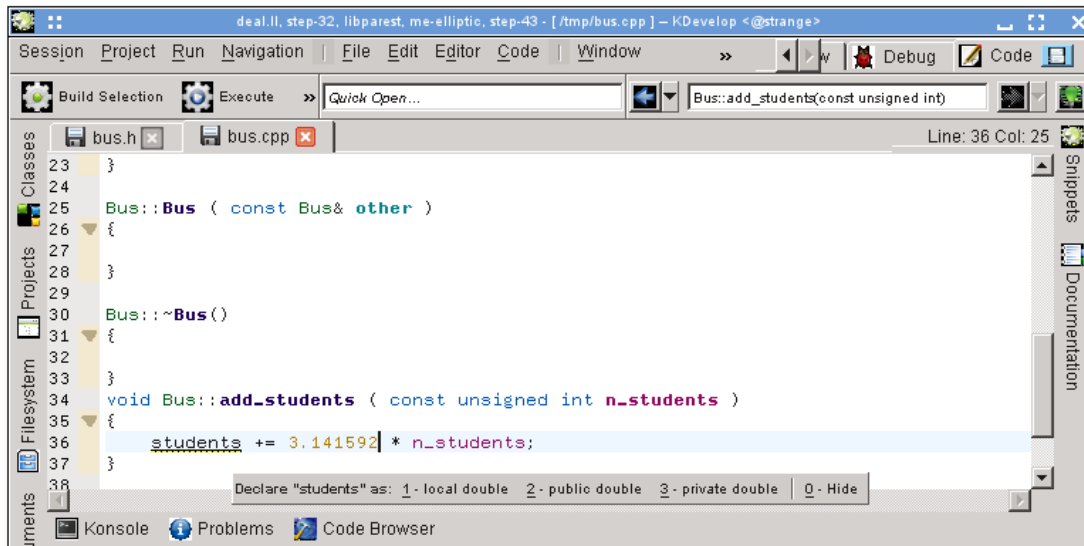 deal.II, step-32, libparest, me-elliptic, step-43 - [ /tmp/bus.cpp ] – KDevelop <@strange>
Session Project Run Navigation | File Edit Editor Code | Window » w Debug Code
Build Selection Execute » Quick Open... Bus::add_students(const unsigned int)
bus.h bus.cpp Line: 36 Col: 25
Classes
Projects
Filesystem
uments
23 }
24
25 Bus::Bus ( const Bus& other )
26 {
27
28 }
29
30 Bus::~Bus()
31 {
32
33 }
34 void Bus::add_students ( const unsigned int n_students )
35 {
36 students += 3.141592 * n_students;
37 }
38
Declare "students" as: 1 - local double 2 - public double 3 - private double | 0 - Hide
Snippets
Documentation
Konsole Problems Code Browser